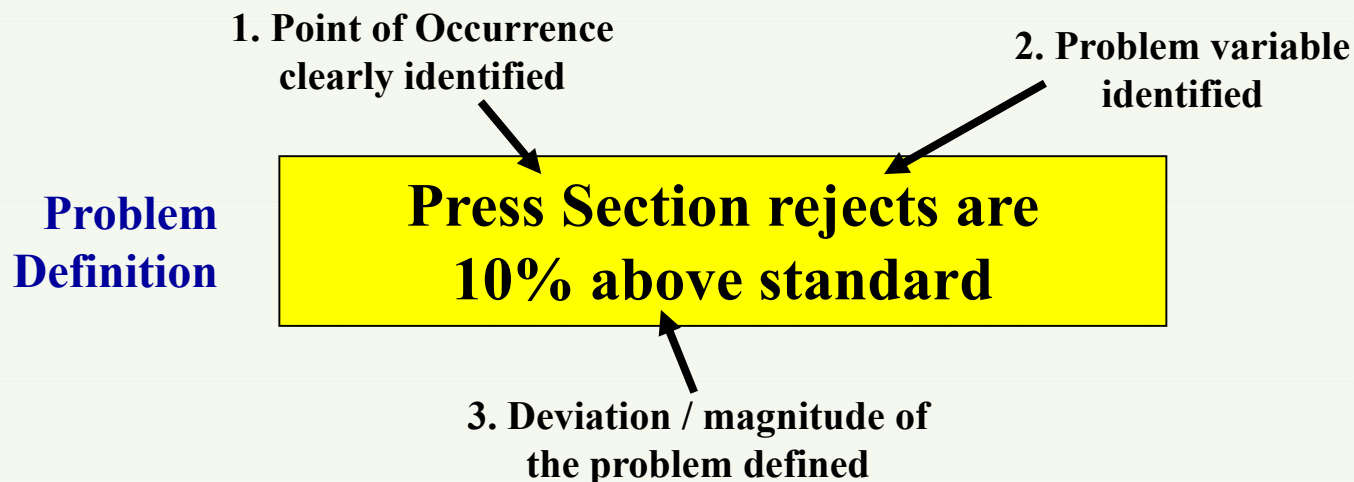 1. Point of Occurrence
clearly identified
2. Problem variable
identified
Problem
Definition
Press Section rejects are
10% above standard
3. Deviation / magnitude of
the problem defined